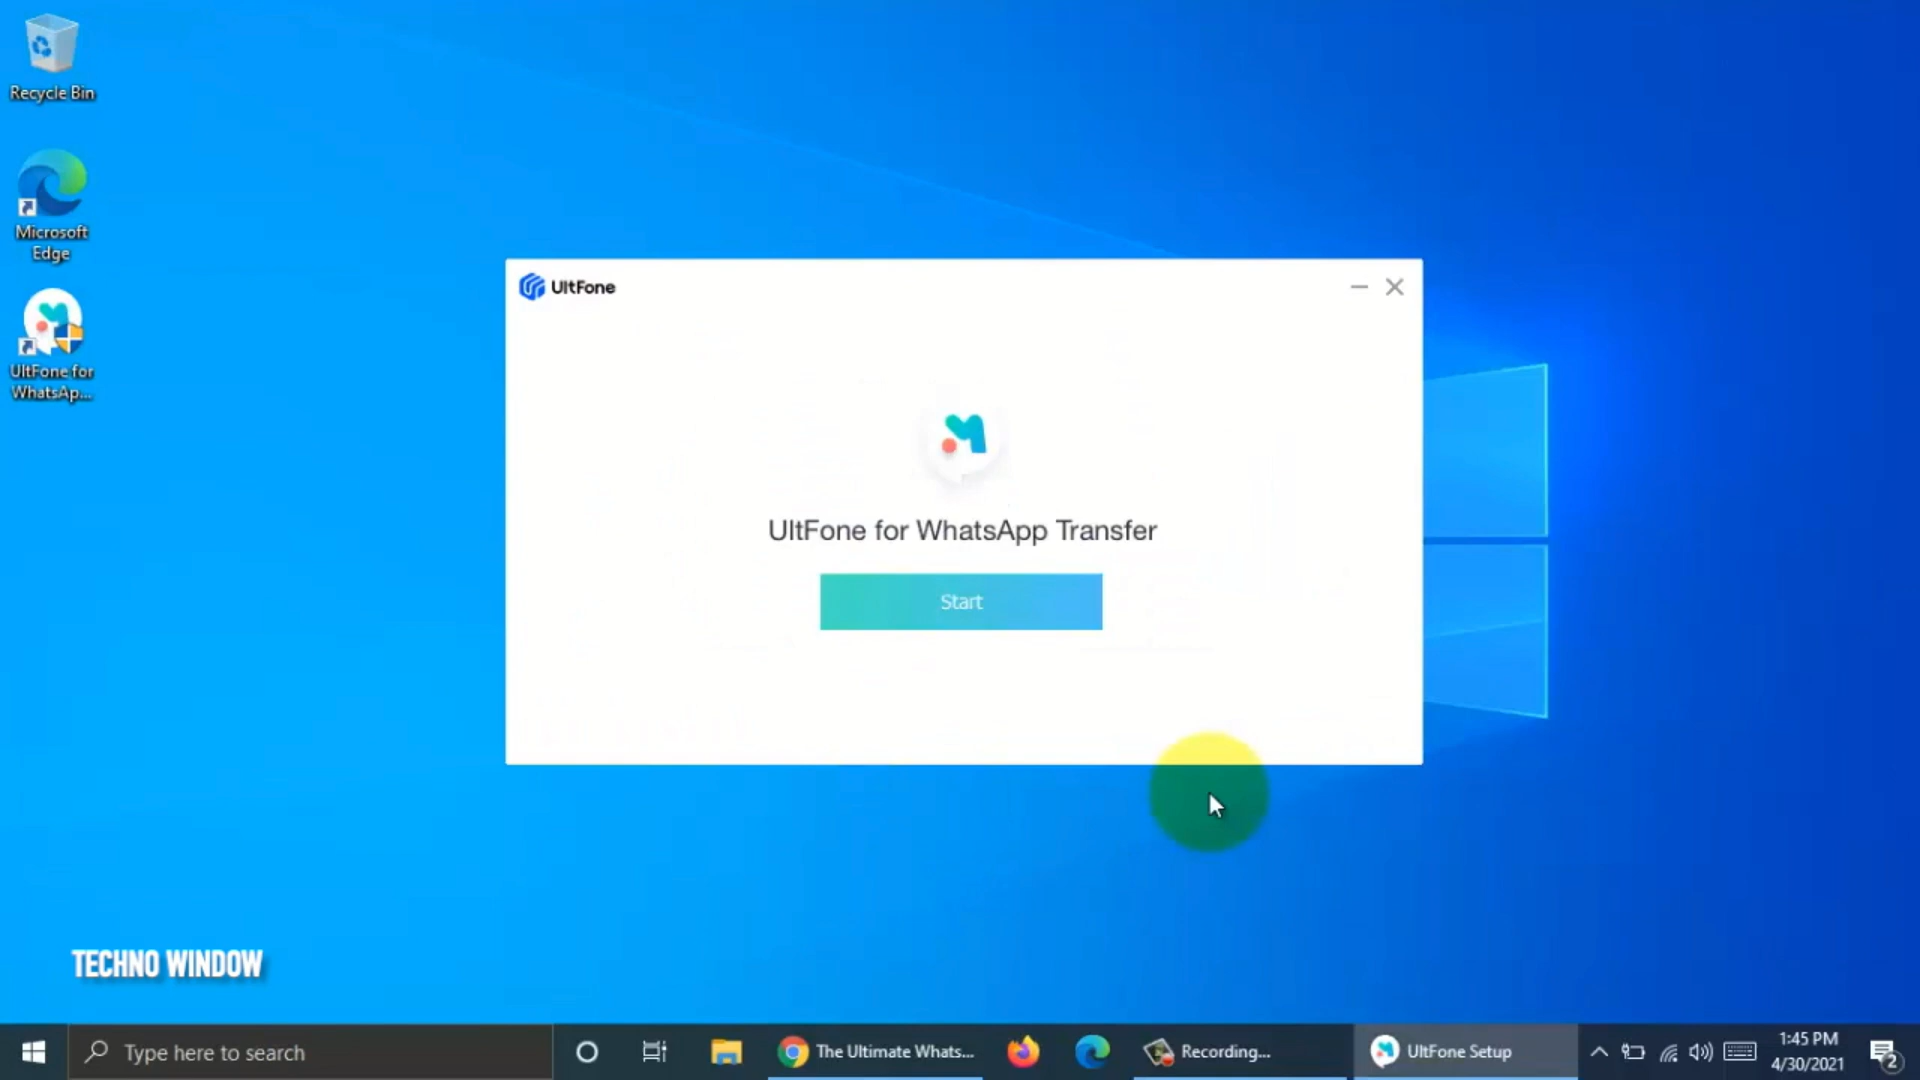 Recycle Bin
Microsoft
Edge
UltFone for
WhatsAp...
UltFone
UltFone for WhatsApp Transfer
Start
TECHNO WINDOW
Type here to search
The Ultimate Whats...
Recording...
UltFone Setup
1:45 PM
4/30/2021
2